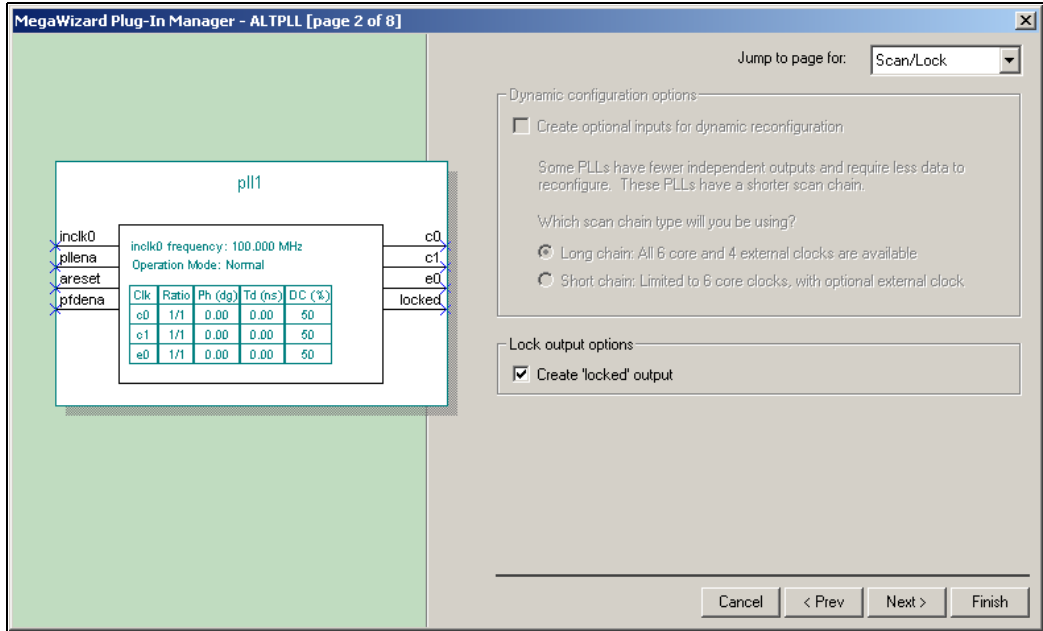 MegaWizard Plug-In Manager - ALTPLL [page 2 of 8]
Jump to page for: Scan/Lock
Dynamic configuration options
Create optional inputs for dynamic reconfiguration
Some PLLs have fewer independent outputs and require less data to
reconfigure. These PLLs have a shorter scan chain.
Which scan chain type will you be using?
Long chain: All 6 core and 4 external clocks are available
Short chain: Limited to 6 core clocks, with optional external clock
Lock output options
Create 'locked' output
pll1
inclk0
pllena
areset
pfdena
inclk0 frequency: 100.000 MHz
Operation Mode: Normal
Clk Ratio Ph (dg) Td (ns) DC (%)
c0 1/1 0.00 0.00 50
c1 1/1 0.00 0.00 50
e0 1/1 0.00 0.00 50
c0
c1
e0
locked
Cancel < Prev Next > Finish